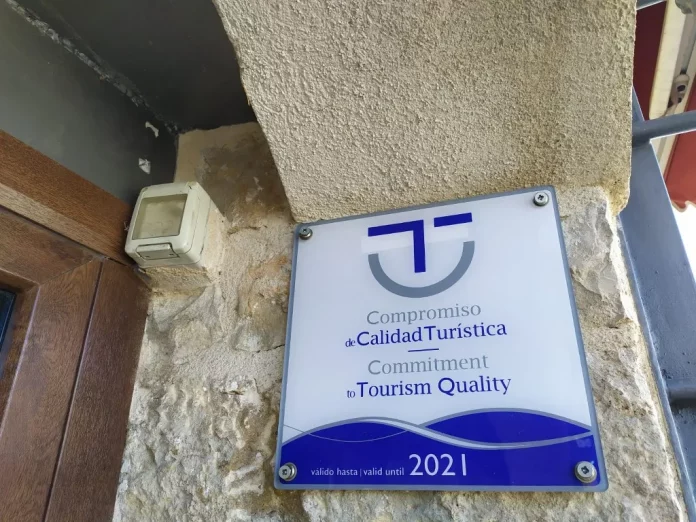 Compromiso
de Calidad Turística
Commitment
to Tourism Quality
válido hasta | valid until 2021